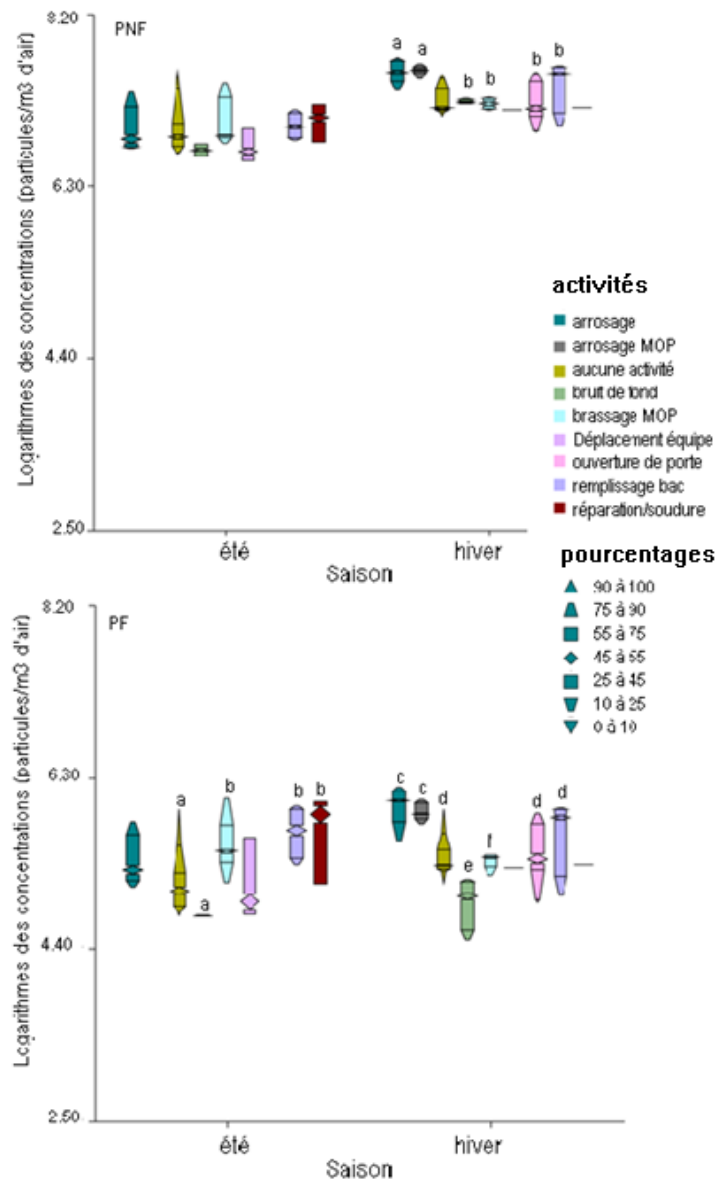 8.20
PNF
a a
b b
b b
6.30
4.40
2.50
Logarithmes des concentrations (particules/m3 d'air)
été hiver
Saison
activités
arrosage
arrosage MOP
aucune activité
bruit de fond
brassage MOP
Déplacement équipe
ouverture de porte
remplissage bac
réparation/soudure
pourcentages
90 à 100
75 à 90
55 à 75
45 à 55
25 à 45
10 à 25
0 à 10
8.20
PF
6.30
a b b b c c d e f d d
a
4.40
2.50
Logarithmes des concentrations (particules/m3 d'air)
été hiver
Saison